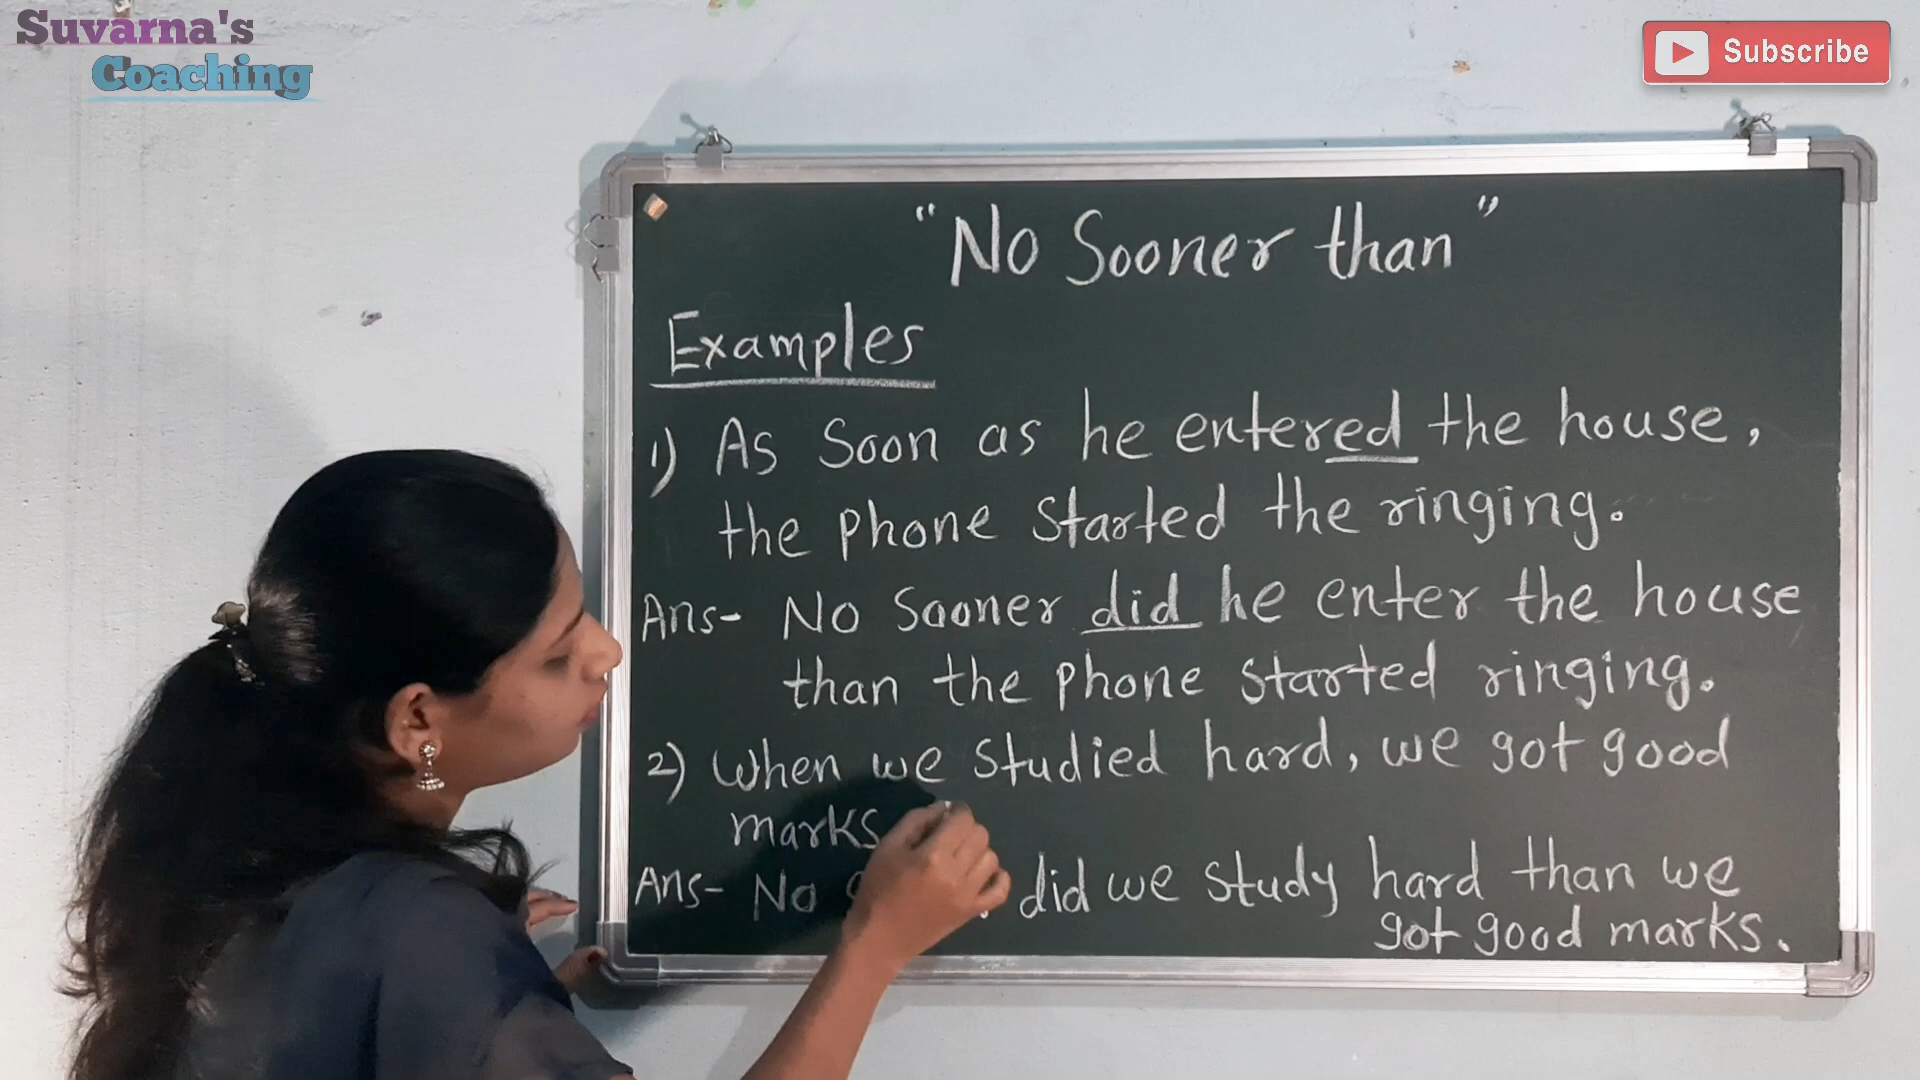 Suvarna's
Coaching
Subscribe
"No Sooner than"
Examples
1) As Soon as he entered the house,
the phone started the ringing.
Ans- No Sooner did he enter the house
than the phone started ringing.
2) When we studied hard, we got good
marks
Ans- No did we study hard than we
got good marks.